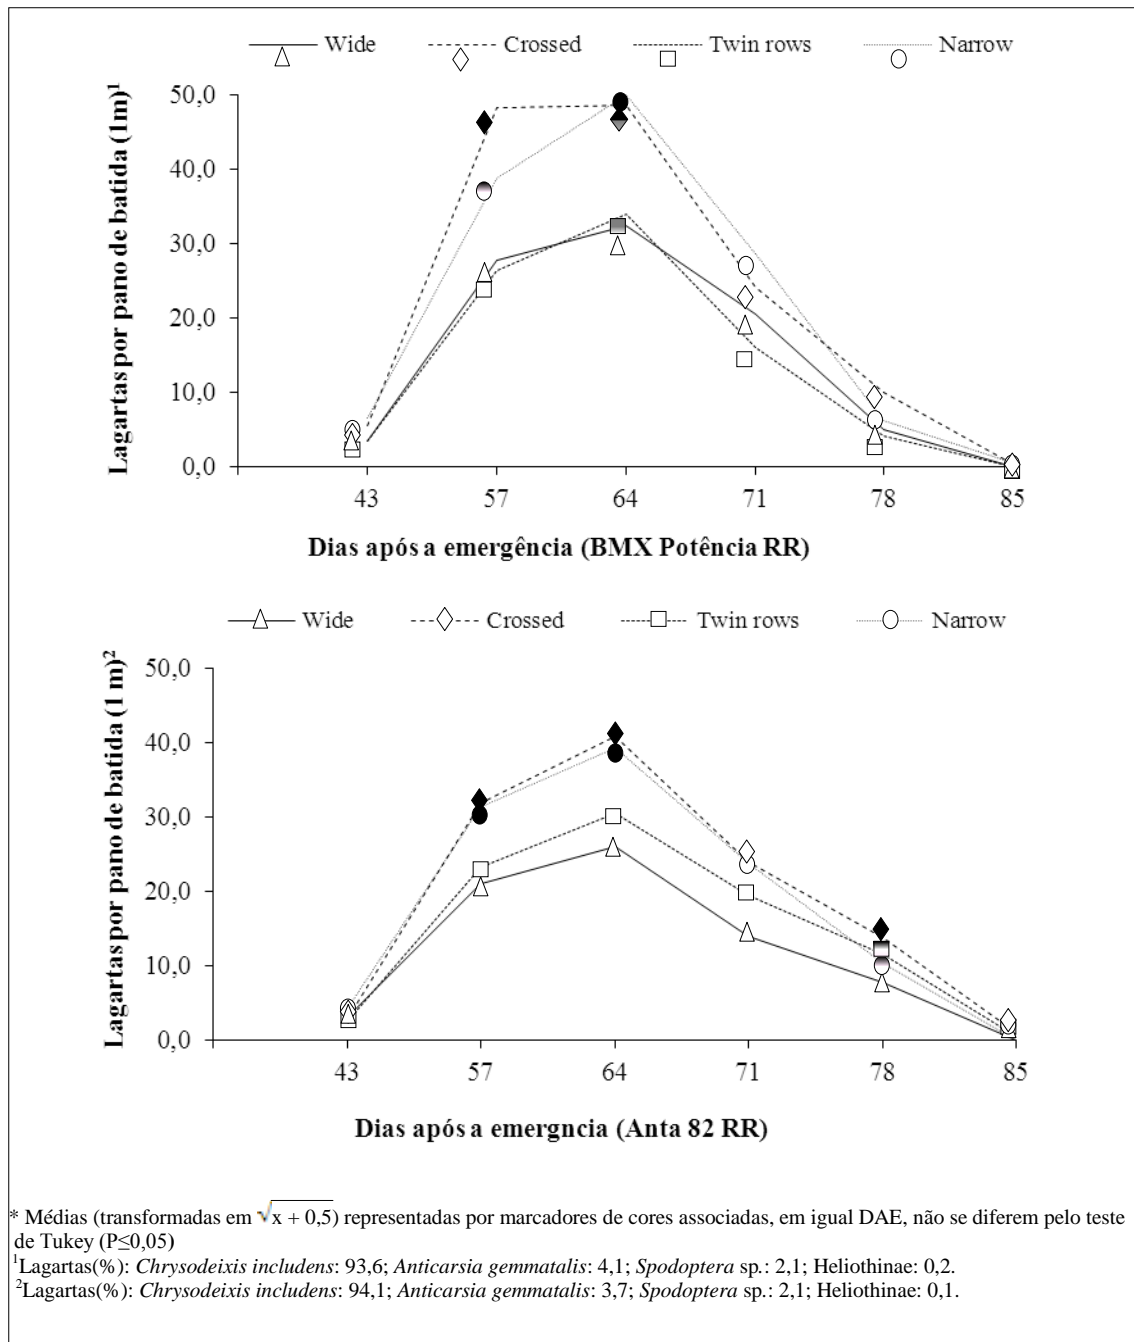 Wide Crossed Twin rows Narrow
Lagartas por pano de batida (1m)¹
50,0
40,0
30,0
20,0
10,0
0,0
43 57 64 71 78 85
Dias após a emergência (BMX Potência RR)
Wide Crossed Twin rows Narrow
Lagartas por pano de batida (1 m)²
50,0
40,0
30,0
20,0
10,0
0,0
43 57 64 71 78 85
Dias após a emergncia (Anta 82 RR)
* Médias (transformadas em √x + 0,5) representadas por marcadores de cores associadas, em igual DAE, não se diferem pelo teste
de Tukey (P≤0,05)
¹Lagartas(%): Chrysodeixis includens: 93,6; Anticarsia gemmatalis: 4,1; Spodoptera sp.: 2,1; Heliothinae: 0,2.
²Lagartas(%): Chrysodeixis includens: 94,1; Anticarsia gemmatalis: 3,7; Spodoptera sp.: 2,1; Heliothinae: 0,1.